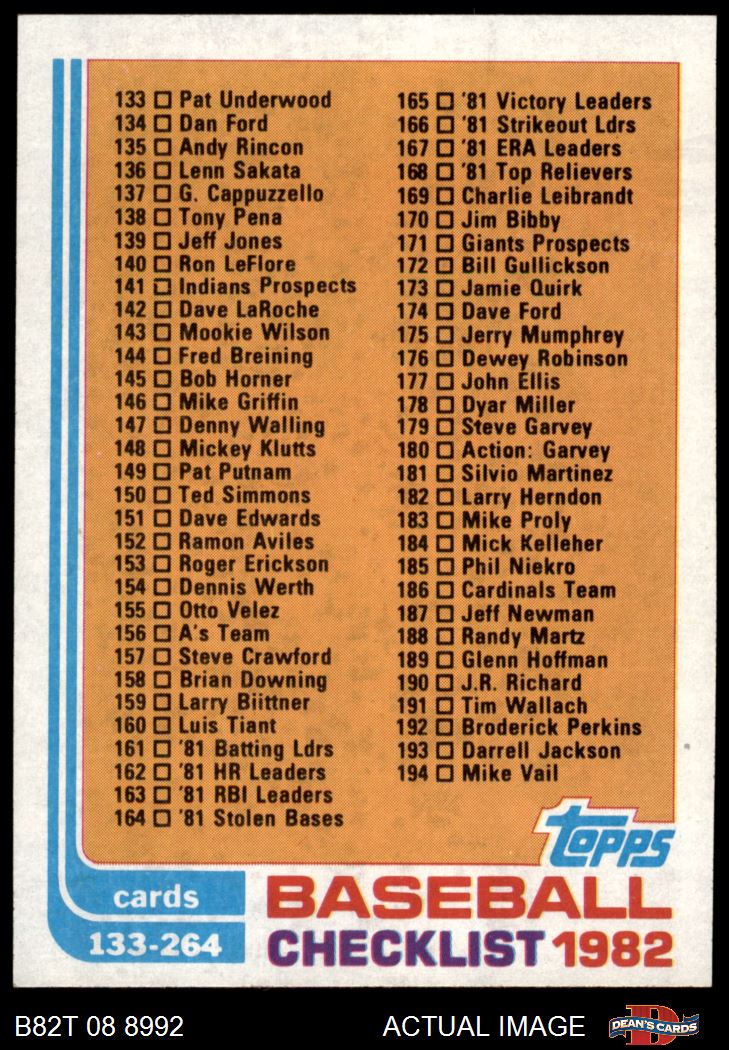 133 Pat Underwood
134 Dan Ford
135 Andy Rincon
136 Lenn Sakata
137 G. Cappuzzello
138 Tony Pena
139 Jeff Jones
140 Ron LeFlore
141 Indians Prospects
142 Dave LaRoche
143 Mookie Wilson
144 Fred Breining
145 Bob Horner
146 Mike Griffin
147 Denny Walling
148 Mickey Klutts
149 Pat Putnam
150 Ted Simmons
151 Dave Edwards
152 Ramon Aviles
153 Roger Erickson
154 Dennis Werth
155 Otto Velez
156 A's Team
157 Steve Crawford
158 Brian Downing
159 Larry Biittner
160 Luis Tiant
161 '81 Batting Ldrs
162 '81 HR Leaders
163 '81 RBI Leaders
164 '81 Stolen Bases
165 '81 Victory Leaders
166 '81 Strikeout Ldrs
167 '81 ERA Leaders
168 '81 Top Relievers
169 Charlie Leibrandt
170 Jim Bibby
171 Giants Prospects
172 Bill Gullickson
173 Jamie Quirk
174 Dave Ford
175 Jerry Mumphrey
176 Dewey Robinson
177 John Ellis
178 Dyar Miller
179 Steve Garvey
180 Action: Garvey
181 Silvio Martinez
182 Larry Herndon
183 Mike Proly
184 Mick Kelleher
185 Phil Niekro
186 Cardinals Team
187 Jeff Newman
188 Randy Martz
189 Glenn Hoffman
190 J.R. Richard
191 Tim Wallach
192 Broderick Perkins
193 Darrell Jackson
194 Mike Vail
topps
cards
133-264
BASEBALL
CHECKLIST 1982
B82T 08 8992
ACTUAL IMAGE
DEAN'S CARDS